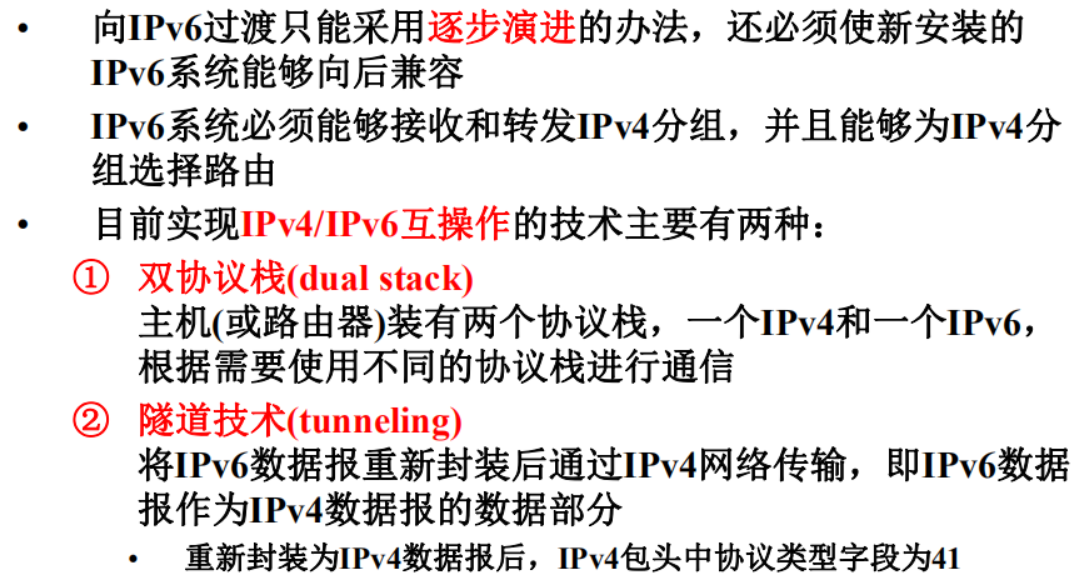 • 向IPv6过渡只能采用逐步演进的办法，还必须使新安装的
IPv6系统能够向后兼容
• IPv6系统必须能够接收和转发IPv4分组，并且能够为IPv4分
组选择路由
• 目前实现IPv4/IPv6互操作的技术主要有两种：
① 双协议栈(dual stack)
主机(或路由器)装有两个协议栈，一个IPv4和一个IPv6，
根据需要使用不同的协议栈进行通信
② 隧道技术(tunneling)
将IPv6数据报重新封装后通过IPv4网络传输，即IPv6数据
报作为IPv4数据报的数据部分
• 重新封装为IPv4数据报后，IPv4包头中协议类型字段为41